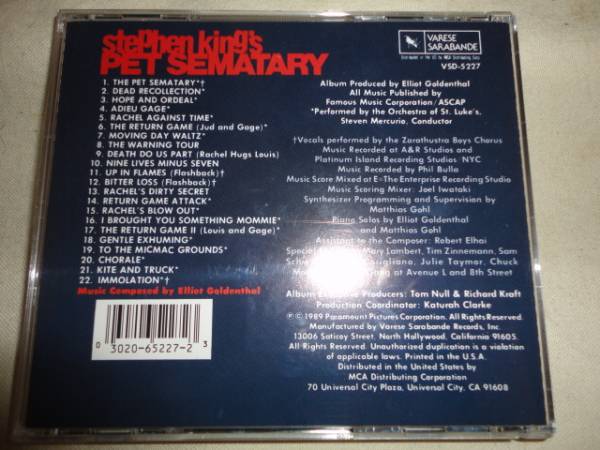 stephen king's
PET SEMATARY
1. THE PET SEMATARY*†
2. DEAD RECOLLECTION*
3. HOPE AND ORDEAL*
4. ADIEU GAGE*
5. RACHEL AGAINST TIME*
6. THE RETURN GAME (Jud and Gage)*
7. MOVING DAY WALTZ*
8. THE WARNING TOUR
9. DEATH DO US PART (Rachel Hugs Louis)
10. NINE LIVES MINUS SEVEN
11. UP IN FLAMES (Flashback)†
12. BITTER LOSS (Flashback)†
13. RACHEL'S DIRTY SECRET
14. RETURN GAME ATTACK*
15. RACHEL'S BLOW OUT*
16. I BROUGHT YOU SOMETHING MOMMIE*
17. THE RETURN GAME II (Louis and Gage)*
18. GENTLE EXHUMING*
19. TO THE MICMAC GROUNDS*
20. CHORALE*
21. KITE AND TRUCK*
22. IMMOLATION*†
Music Composed by Elliot Goldenthal
0 3020-65227-2 3
VARESE
SARABANDE
VSD-5227
Album Produced by Elliot Goldenthal
All Music Published by
Famous Music Corporation/ASCAP
*Performed by the Orchestra of St. Luke's.
Steven Mercurio, Conductor
†Vocals performed by the Zarathustra Boys Chorus
Music Recorded at A&R Studios and
Platinum Island Recording Studios NYC
Music Recorded by Phil Bulla
Music Score Mixed at E=The Enterprise Recording Studio
Music Scoring Mixer: Joel Iwataki
Synthesizer Programming and Supervision by
Matthias Gohl
Piano Solos by Elliot Goldenthal
and Matthias Gohl
Assistant to the Composer: Robert Elhai
Mary Lambert, Tim Zinnemann, Sam
Julie Taymor, Chuck
at Avenue L and 8th Street
Album Executive Producers: Tom Null & Richard Kraft
Production Coordinator: Katurah Clarke
℗ © 1989 Paramount Pictures Corporation. All Rights Reserved.
Manufactured by Varese Sarabande Records, Inc.
13006 Saticoy Street, North Hollywood, California 91605.
All Rights Reserved. Unauthorized duplication is a violation
of applicable laws. Printed in the U.S.A.
Distributed in the United States by
MCA Distributing Corporation
70 Universal City Plaza, Universal City, CA 91608